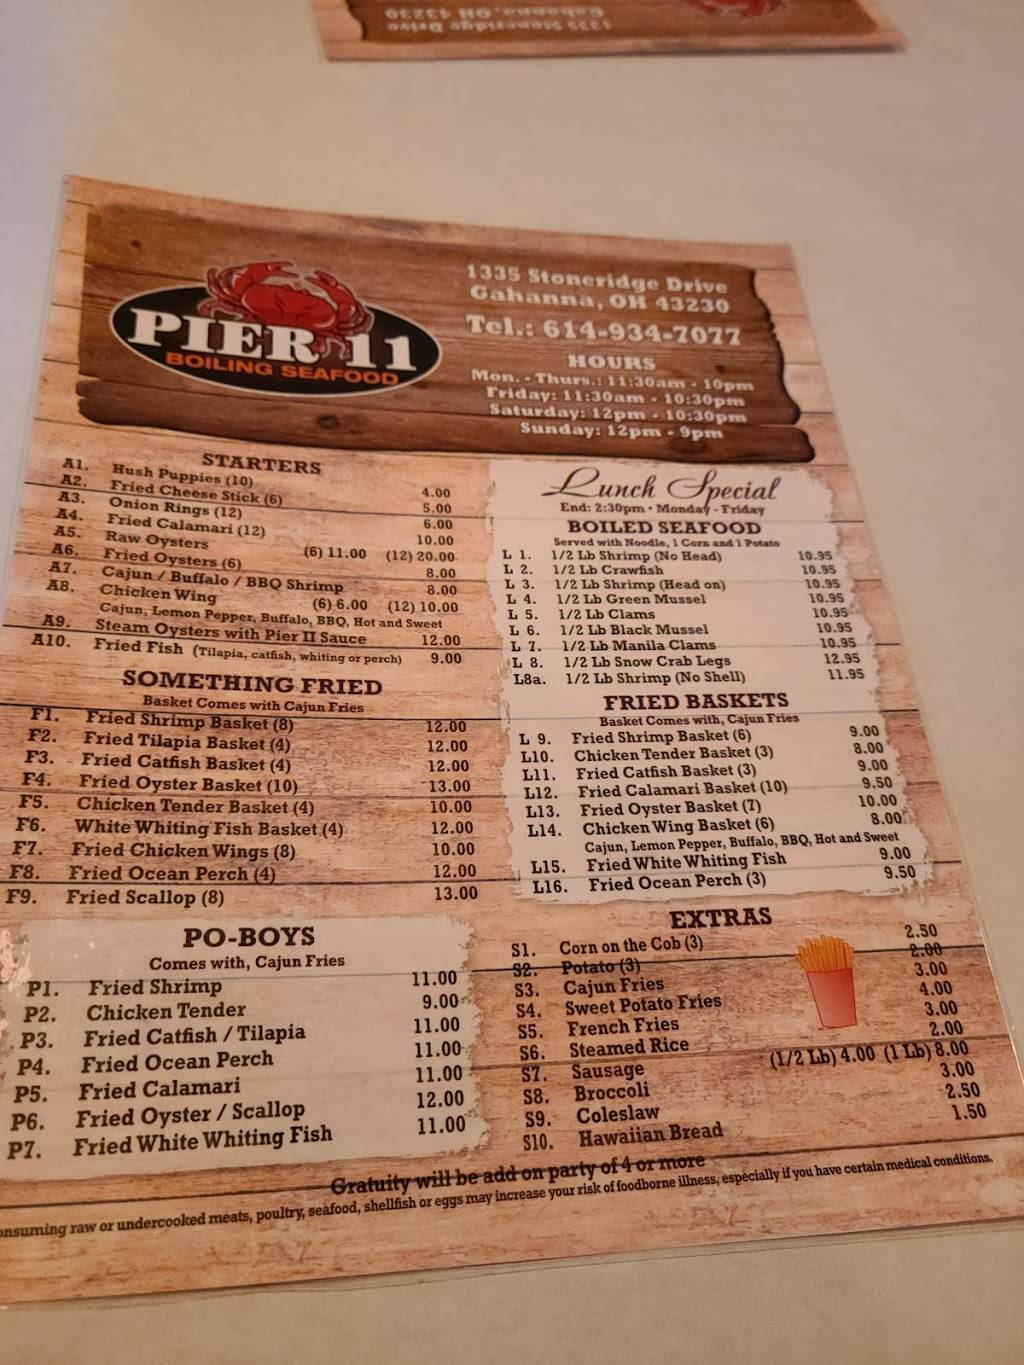 1335 Stoneridge Drive
Gahanna, OH 43230
PIER 11
BOILING SEAFOOD
1335 Stoneridge Drive
Gahanna, OH 43230
Tel.: 614-934-7077
HOURS
Mon. - Thurs.: 11:30am - 10pm
Friday: 11:30am - 10:30pm
Saturday: 12pm - 10:30pm
Sunday: 12pm - 9pm
STARTERS
A1. Hush Puppies (10) 4.00
A2. Fried Cheese Stick (6) 5.00
A3. Onion Rings (12) 6.00
A4. Fried Calamari (12) 10.00
A5. Raw Oysters (6) 11.00 (12) 20.00
A6. Fried Oysters (6) 8.00
A7. Cajun / Buffalo / BBQ Shrimp 8.00
A8. Chicken Wing (6) 6.00 (12) 10.00
Cajun, Lemon Pepper, Buffalo, BBQ, Hot and Sweet
A9. Steam Oysters with Pier II Sauce 12.00
A10. Fried Fish (Tilapia, catfish, whiting or perch) 9.00
SOMETHING FRIED
Basket Comes with Cajun Fries
F1. Fried Shrimp Basket (8) 12.00
F2. Fried Tilapia Basket (4) 12.00
F3. Fried Catfish Basket (4) 12.00
F4. Fried Oyster Basket (10) 13.00
F5. Chicken Tender Basket (4) 10.00
F6. White Whiting Fish Basket (4) 12.00
F7. Fried Chicken Wings (8) 10.00
F8. Fried Ocean Perch (4) 12.00
F9. Fried Scallop (8) 13.00
PO-BOYS
Comes with, Cajun Fries
P1. Fried Shrimp 11.00
P2. Chicken Tender 9.00
P3. Fried Catfish / Tilapia 11.00
P4. Fried Ocean Perch 11.00
P5. Fried Calamari 11.00
P6. Fried Oyster / Scallop 12.00
P7. Fried White Whiting Fish 11.00
Lunch Special
End: 2:30pm • Monday - Friday
BOILED SEAFOOD
Served with Noodle, 1 Corn and 1 Potato
L 1. 1/2 Lb Shrimp (No Head) 10.95
L 2. 1/2 Lb Crawfish 10.95
L 3. 1/2 Lb Shrimp (Head on) 10.95
L 4. 1/2 Lb Green Mussel 10.95
L 5. 1/2 Lb Clams 10.95
L 6. 1/2 Lb Black Mussel 10.95
L 7. 1/2 Lb Manila Clams 10.95
L 8. 1/2 Lb Snow Crab Legs 12.95
L8a. 1/2 Lb Shrimp (No Shell) 11.95
FRIED BASKETS
Basket Comes with, Cajun Fries
L 9. Fried Shrimp Basket (6) 9.00
L10. Chicken Tender Basket (3) 8.00
L11. Fried Catfish Basket (3) 9.00
L12. Fried Calamari Basket (10) 9.50
L13. Fried Oyster Basket (7) 10.00
L14. Chicken Wing Basket (6) 8.00
Cajun, Lemon Pepper, Buffalo, BBQ, Hot and Sweet
L15. Fried White Whiting Fish 9.00
L16. Fried Ocean Perch (3) 9.50
EXTRAS
S1. Corn on the Cob (3) 2.50
S2. Potato (3) 2.00
S3. Cajun Fries 3.00
S4. Sweet Potato Fries 4.00
S5. French Fries 3.00
S6. Steamed Rice 2.00
S7. Sausage (1/2 Lb) 4.00 (1 Lb) 8.00
S8. Broccoli 3.00
S9. Coleslaw 2.50
S10. Hawaiian Bread 1.50
Gratuity will be add on party of 4 or more
onsuming raw or undercooked meats, poultry, seafood, shellfish or eggs may increase your risk of foodborne illness, especially if you have certain medical conditions.